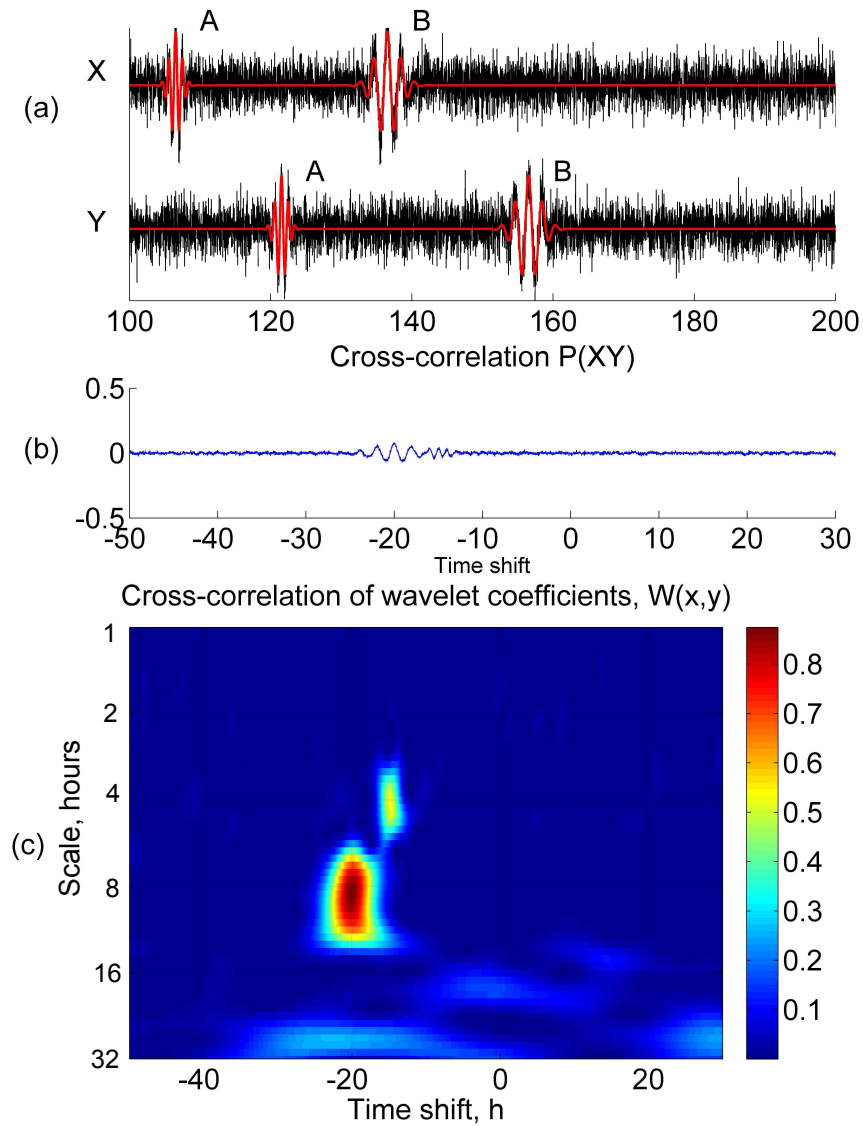 A B
X
(a)
A B
Y
100 120 140 160 180 200
Cross-correlation P(XY)
0.5
(b) 0
-0.5
-50 -40 -30 -20 -10 0 10 20 30
Time shift
Cross-correlation of wavelet coefficients, W(x,y)
1
0.8
2 0.7
0.6
4 0.5
(c) Scale, hours
0.4
8 0.3
0.2
16
0.1
32
-40 -20 0 20
Time shift, h